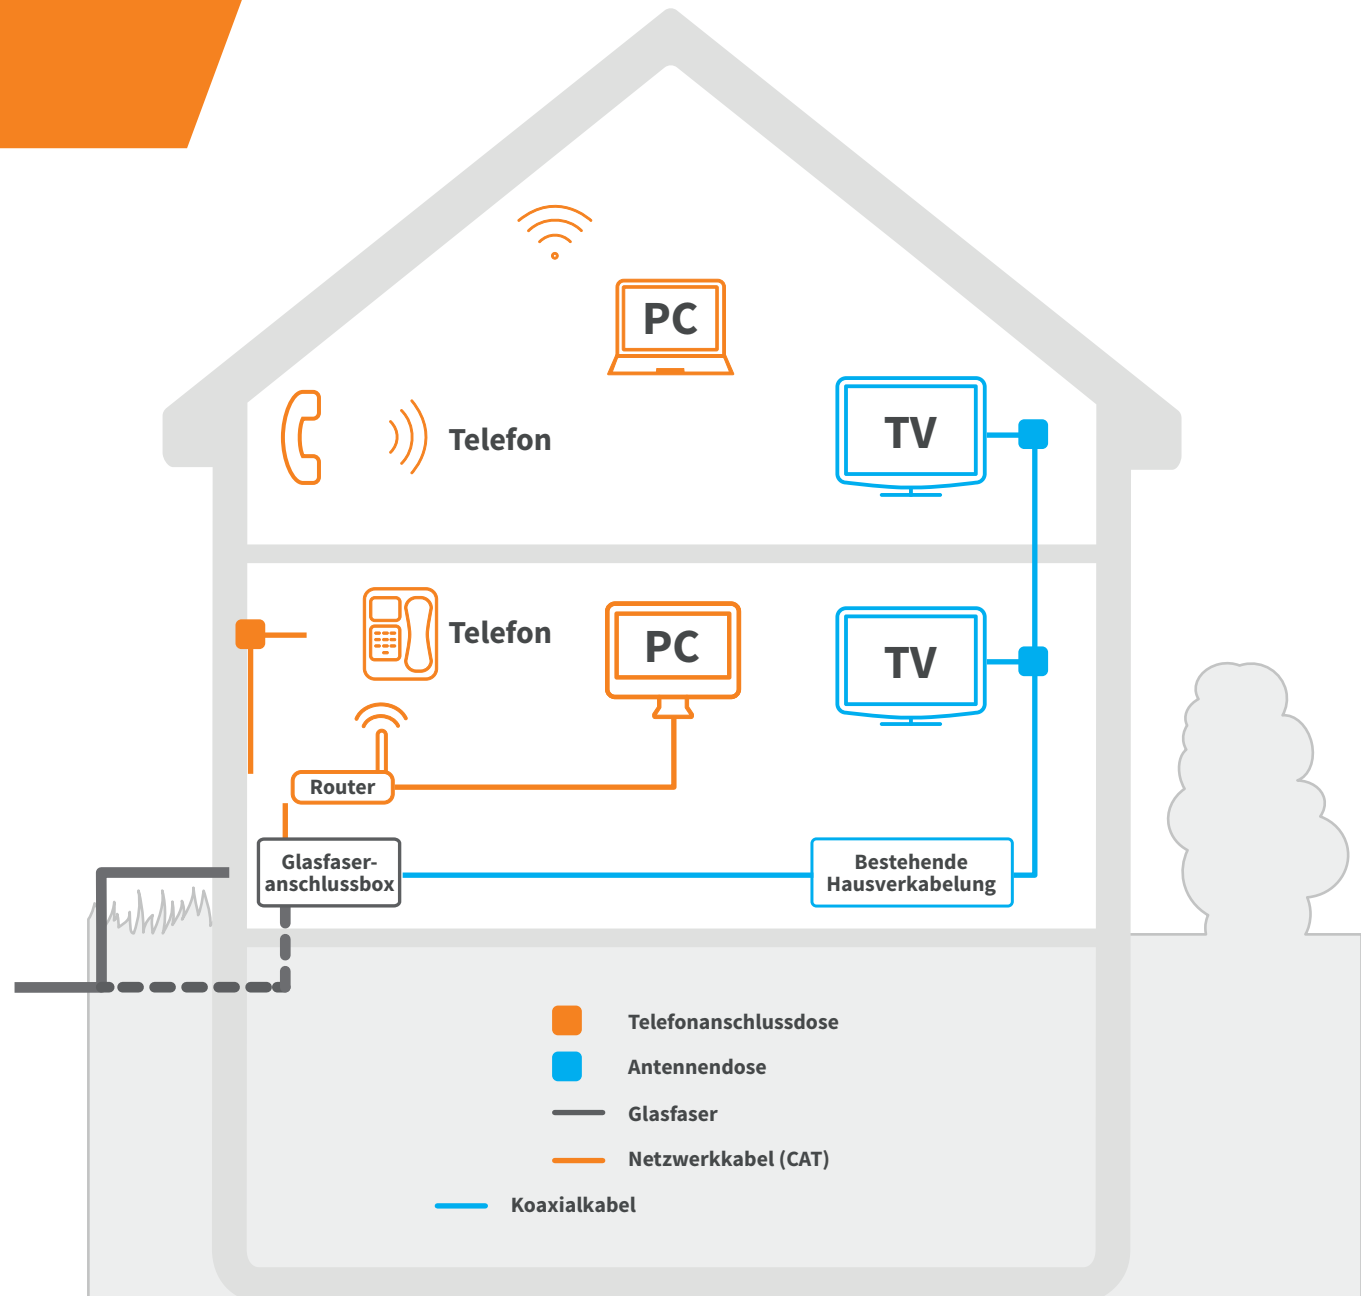 PC
Telefon
TV
Telefon
PC
TV
Router
Glasfaser-
anschlussbox
Bestehende
Hausverkabelung
Telefonanschlussdose
Antennendose
Glasfaser
Netzwerkkabel (CAT)
Koaxialkabel